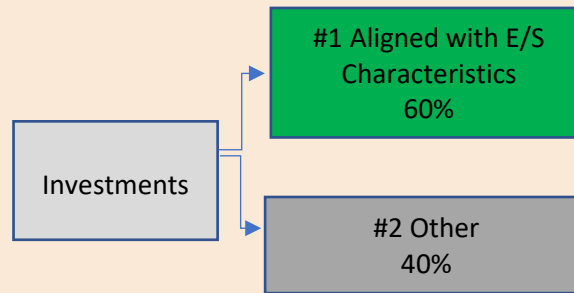 #1 Aligned with E/S
Characteristics
60%
Investments
#2 Other
40%